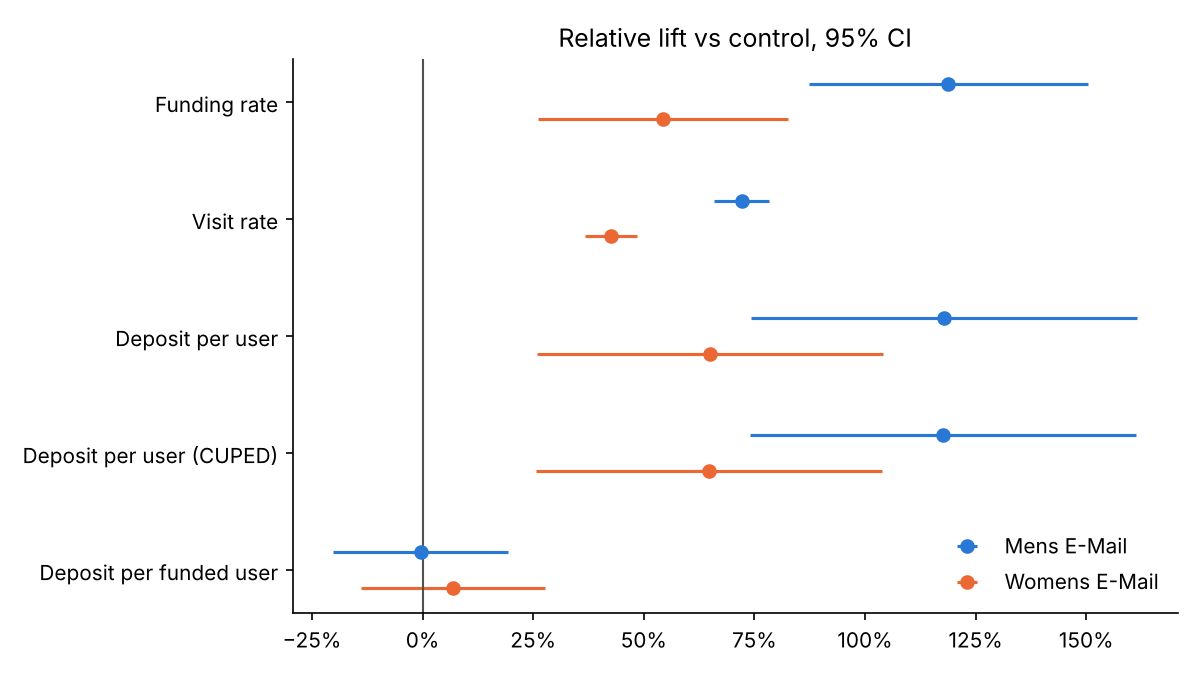 Relative lift vs control, 95% CI
Funding rate
Visit rate
Deposit per user
Deposit per user (CUPED)
Deposit per funded user
Mens E-Mail
Womens E-Mail
−25% 0% 25% 50% 75% 100% 125% 150%